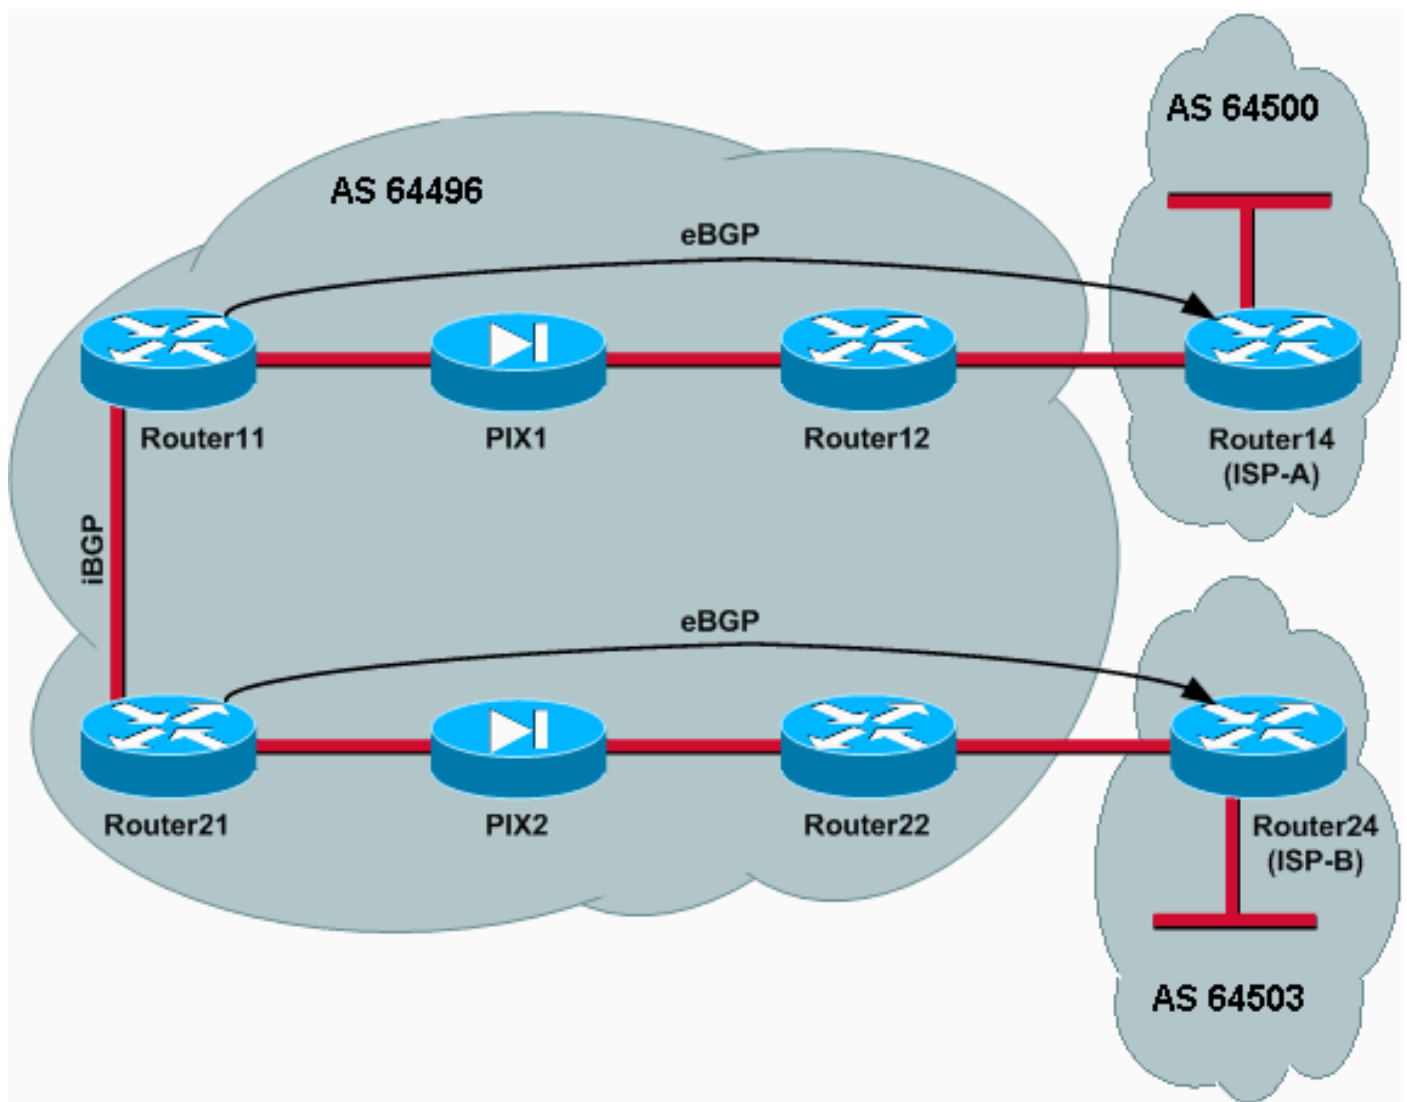 AS 64500
AS 64496
eBGP
Router11
PIX1
Router12
Router14
(ISP-A)
iBGP
eBGP
Router21
PIX2
Router22
Router24
(ISP-B)
AS 64503